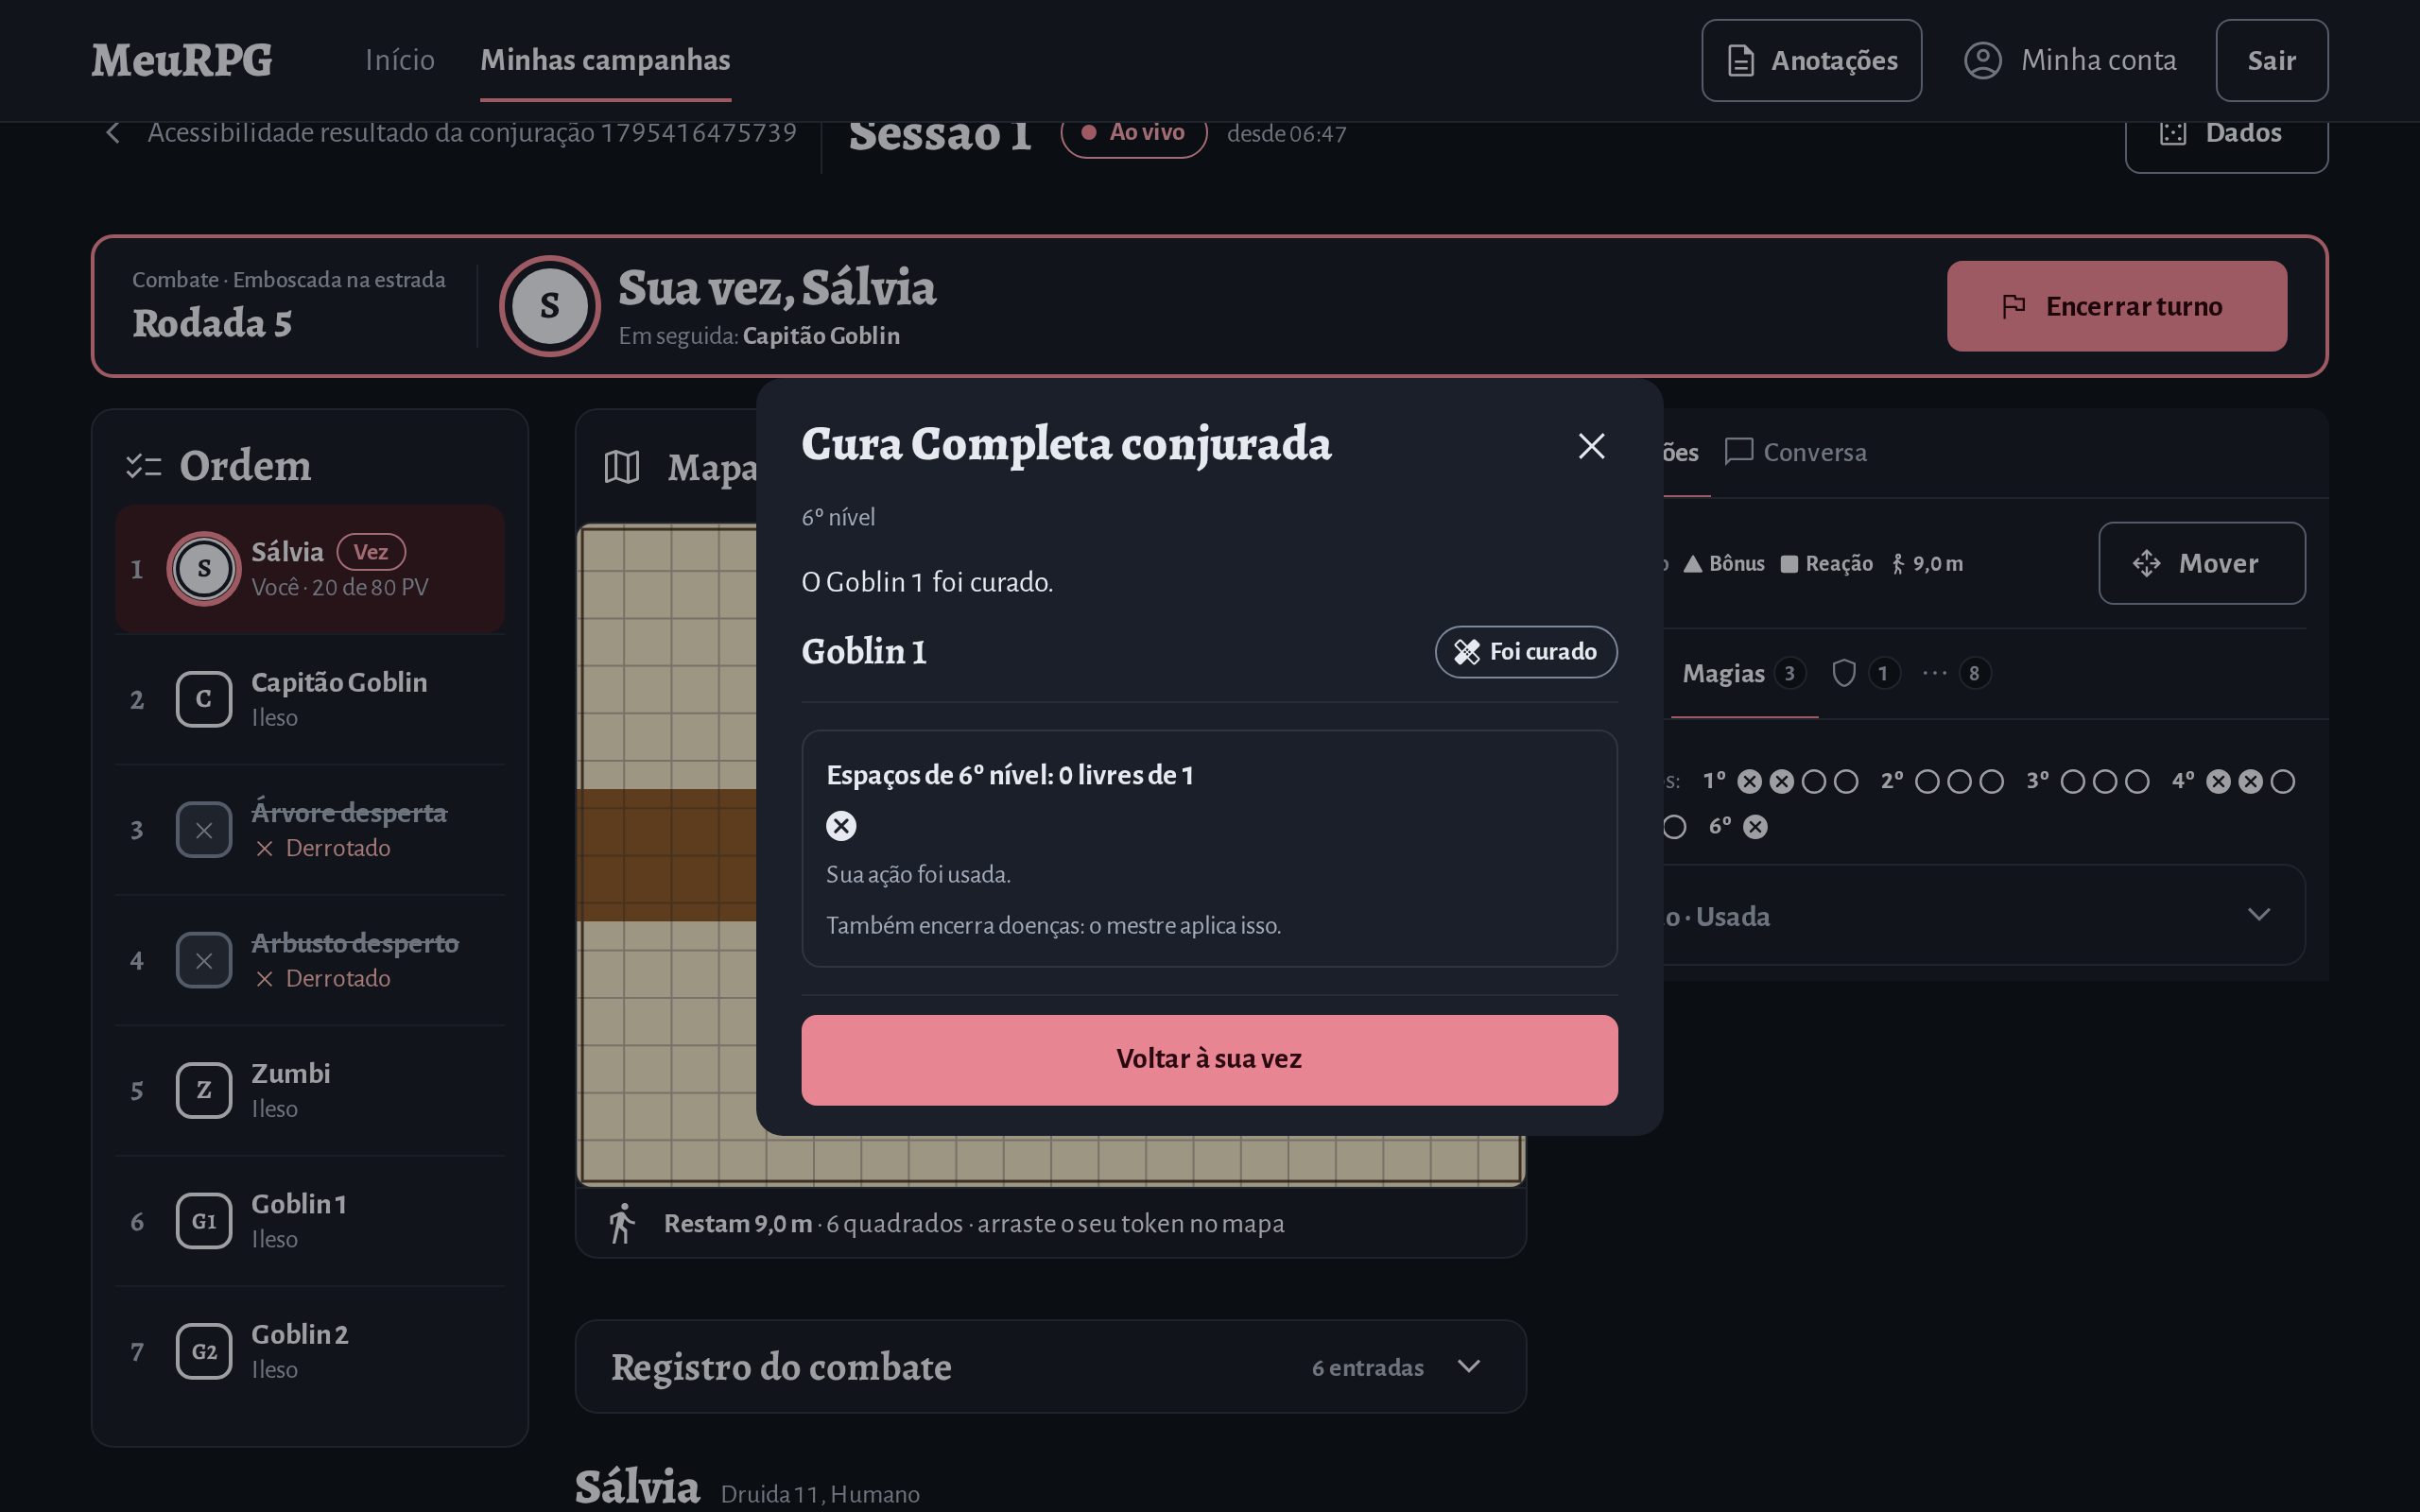 MeuRPG
Início
Minhas campanhas
Anotações
Minha conta
Sair
Acessibilidade resultado da conjuração 1795416475739
Sessão 1
Ao vivo
desde 06:47
Dados
Combate · Emboscada na estrada
Rodada 5
S
Sua vez, Sálvia
Em seguida: Capitão Goblin
Encerrar turno
Ordem
1
S
Sálvia
Vez
Você · 20 de 80 PV
2
C
Capitão Goblin
Ileso
3
Árvore desperta
Derrotado
4
Arbusto desperto
Derrotado
5
Z
Zumbi
Ileso
6
G1
Goblin 1
Ileso
7
G2
Goblin 2
Ileso
Mapa
Cura Completa conjurada
6º nível
O Goblin 1 foi curado.
Goblin 1
Foi curado
Espaços de 6º nível: 0 livres de 1
Sua ação foi usada.
Também encerra doenças: o mestre aplica isso.
Voltar à sua vez
Restam 9,0 m · 6 quadrados · arraste o seu token no mapa
Registro do combate
6 entradas
Sálvia
Druida 11, Humano
ões
Conversa
o
Bônus
Reação
9,0 m
Mover
Magias
3
1
8
s:
1º
2º
3º
4º
6º
o · Usada